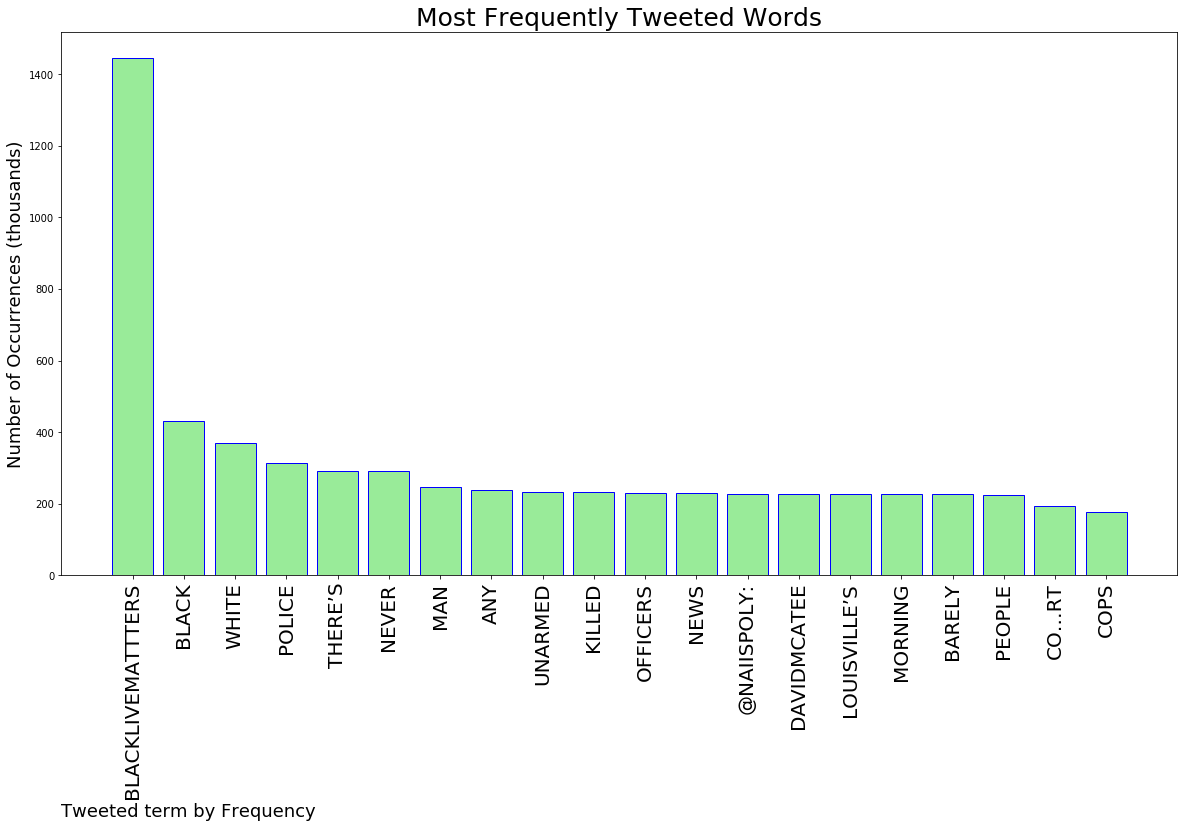 Most Frequently Tweeted Words
Number of Occurrences (thousands)
1400
1200
1000
800
600
400
200
0
BLACKLIVEMATTTERS
BLACK
WHITE
POLICE
THERE’S
NEVER
MAN
ANY
UNARMED
KILLED
OFFICERS
NEWS
@NAIISPOLY:
DAVIDMCATEE
LOUISVILLE’S
MORNING
BARELY
PEOPLE
CO…RT
COPS
Tweeted term by Frequency